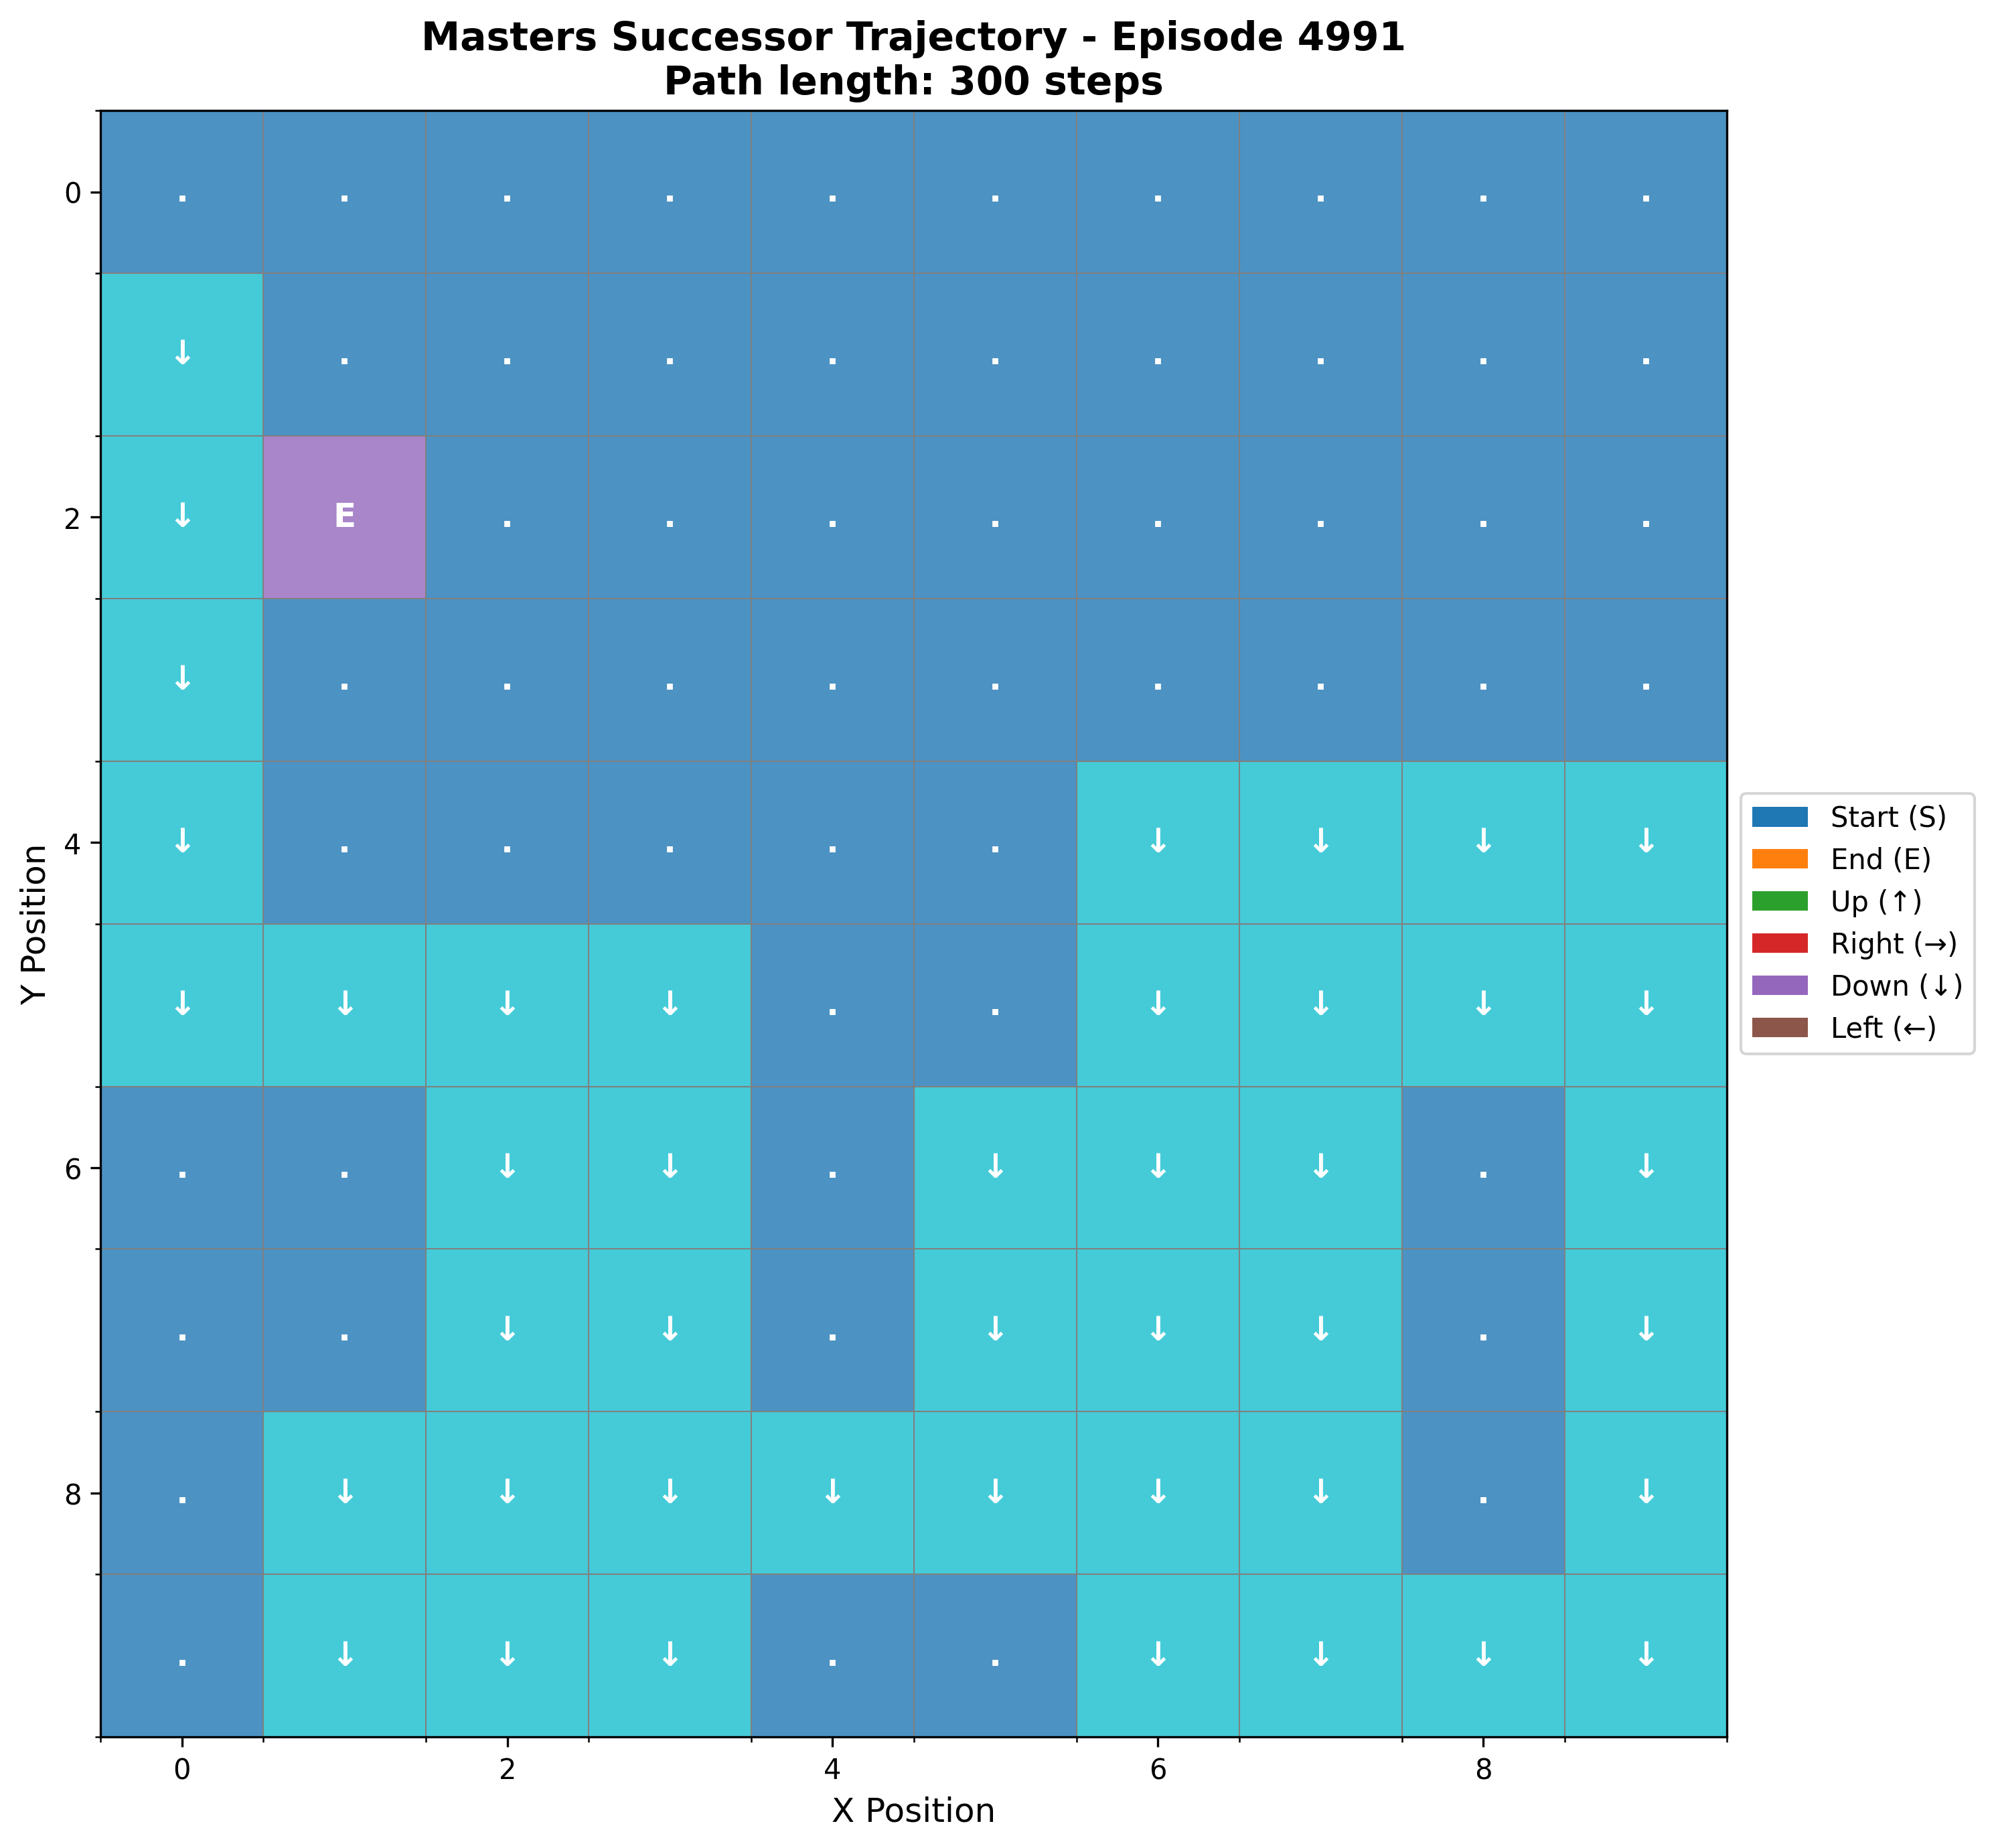 Masters Successor Trajectory - Episode 4991
Path length: 300 steps
0 . . . . . . . . . .
↓ . . . . . . . . .
2 ↓ E . . . . . . . .
↓ . . . . . . . . .
4 ↓ . . . . . ↓ ↓ ↓ ↓
↓ ↓ ↓ ↓ . . ↓ ↓ ↓ ↓
6 . . ↓ ↓ . ↓ ↓ ↓ . ↓
. . ↓ ↓ . ↓ ↓ ↓ . ↓
8 . ↓ ↓ ↓ ↓ ↓ ↓ ↓ . ↓
. ↓ ↓ ↓ . . ↓ ↓ ↓ ↓
0 2 4 6 8
X Position
Y Position
Start (S)
End (E)
Up (↑)
Right (→)
Down (↓)
Left (←)